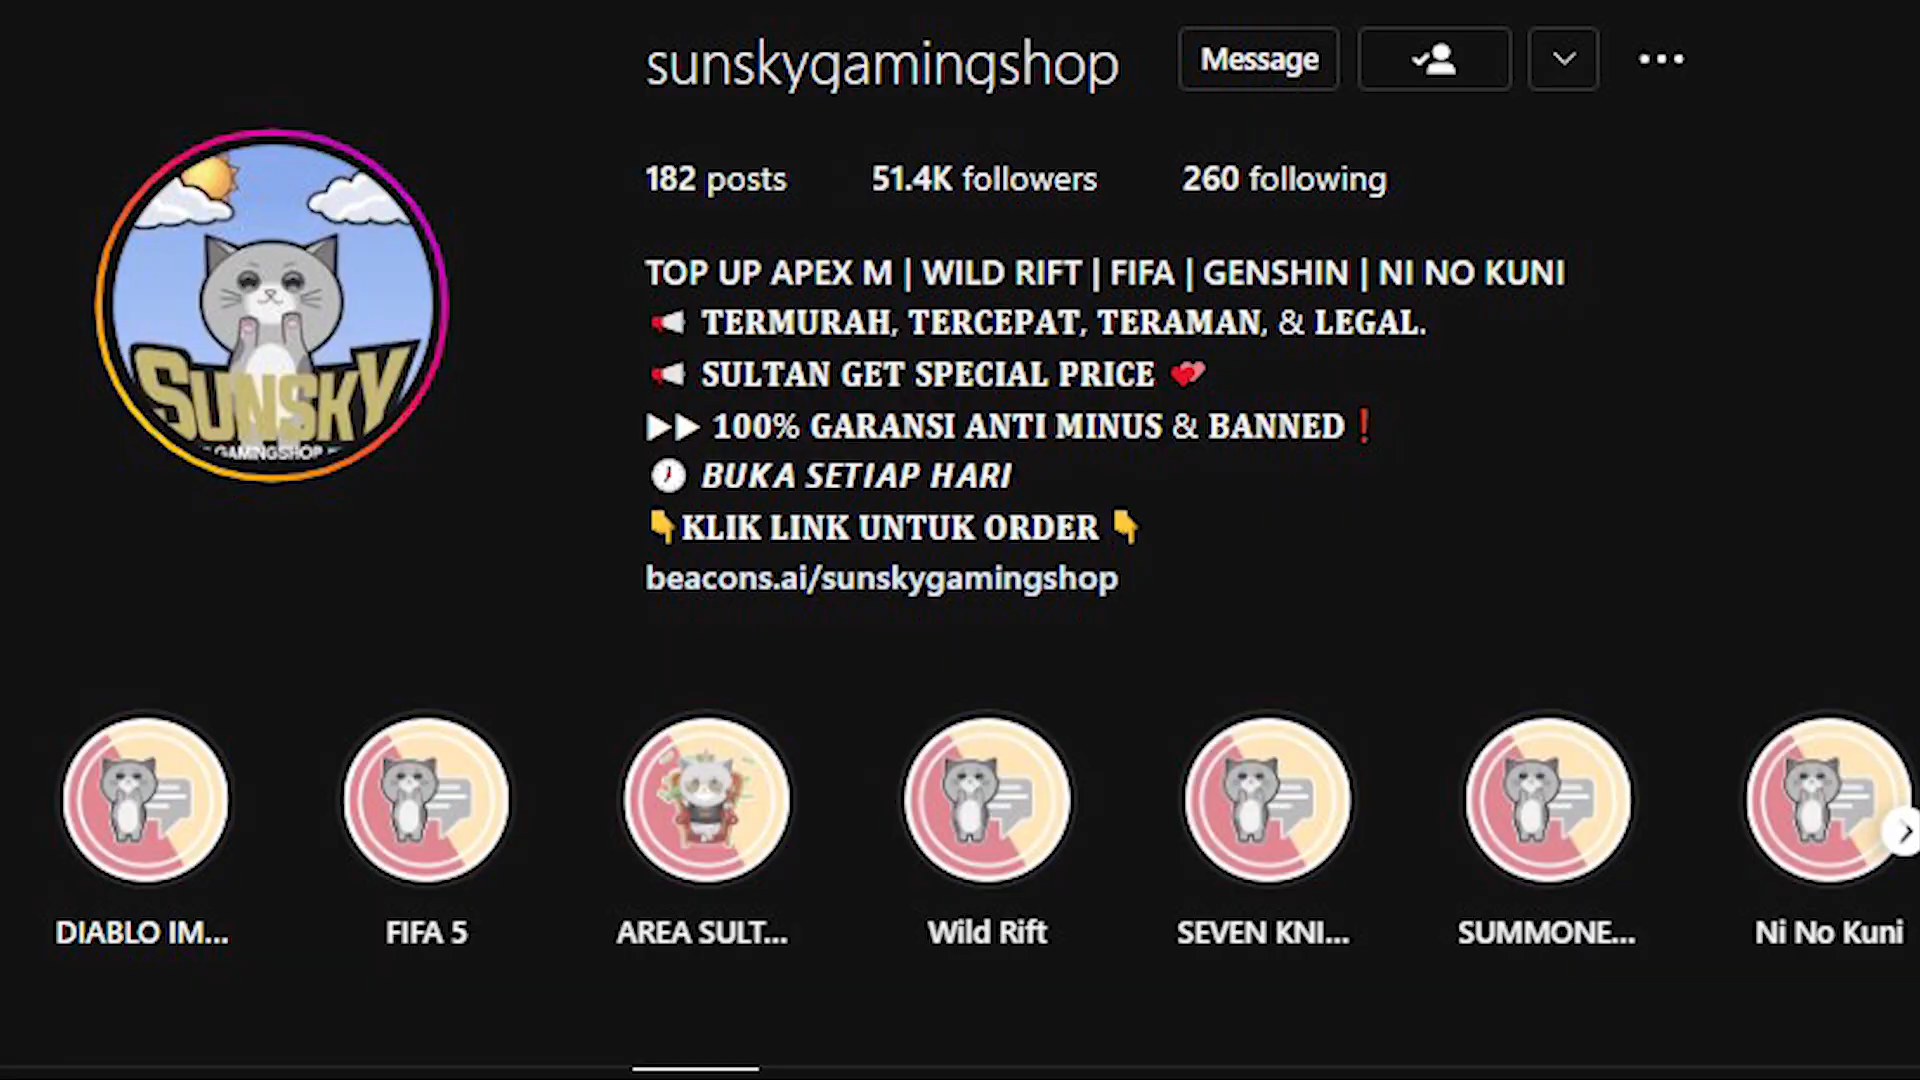 sunskygamingshop
Message
182 posts 51.4K followers 260 following
SUNSKY
GAMINGSHOP
TOP UP APEX M | WILD RIFT | FIFA | GENSHIN | NI NO KUNI
TERMURAH, TERCEPAT, TERAMAN, & LEGAL.
SULTAN GET SPECIAL PRICE 💕
▶▶ 100% GARANSI ANTI MINUS & BANNED❗
BUKA SETIAP HARI
👇KLIK LINK UNTUK ORDER 👇
beacons.ai/sunskygamingshop
DIABLO IM... FIFA 5 AREA SULT... Wild Rift SEVEN KNI... SUMMONE... Ni No Kuni